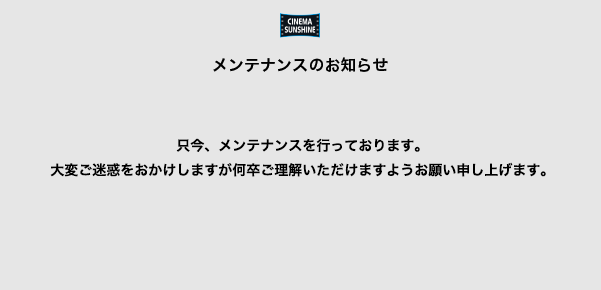 CINEMA
SUNSHINE
メンテナンスのお知らせ
只今、メンテナンスを行っております。
大変ご迷惑をおかけしますが何卒ご理解いただけますようお願い申し上げます。